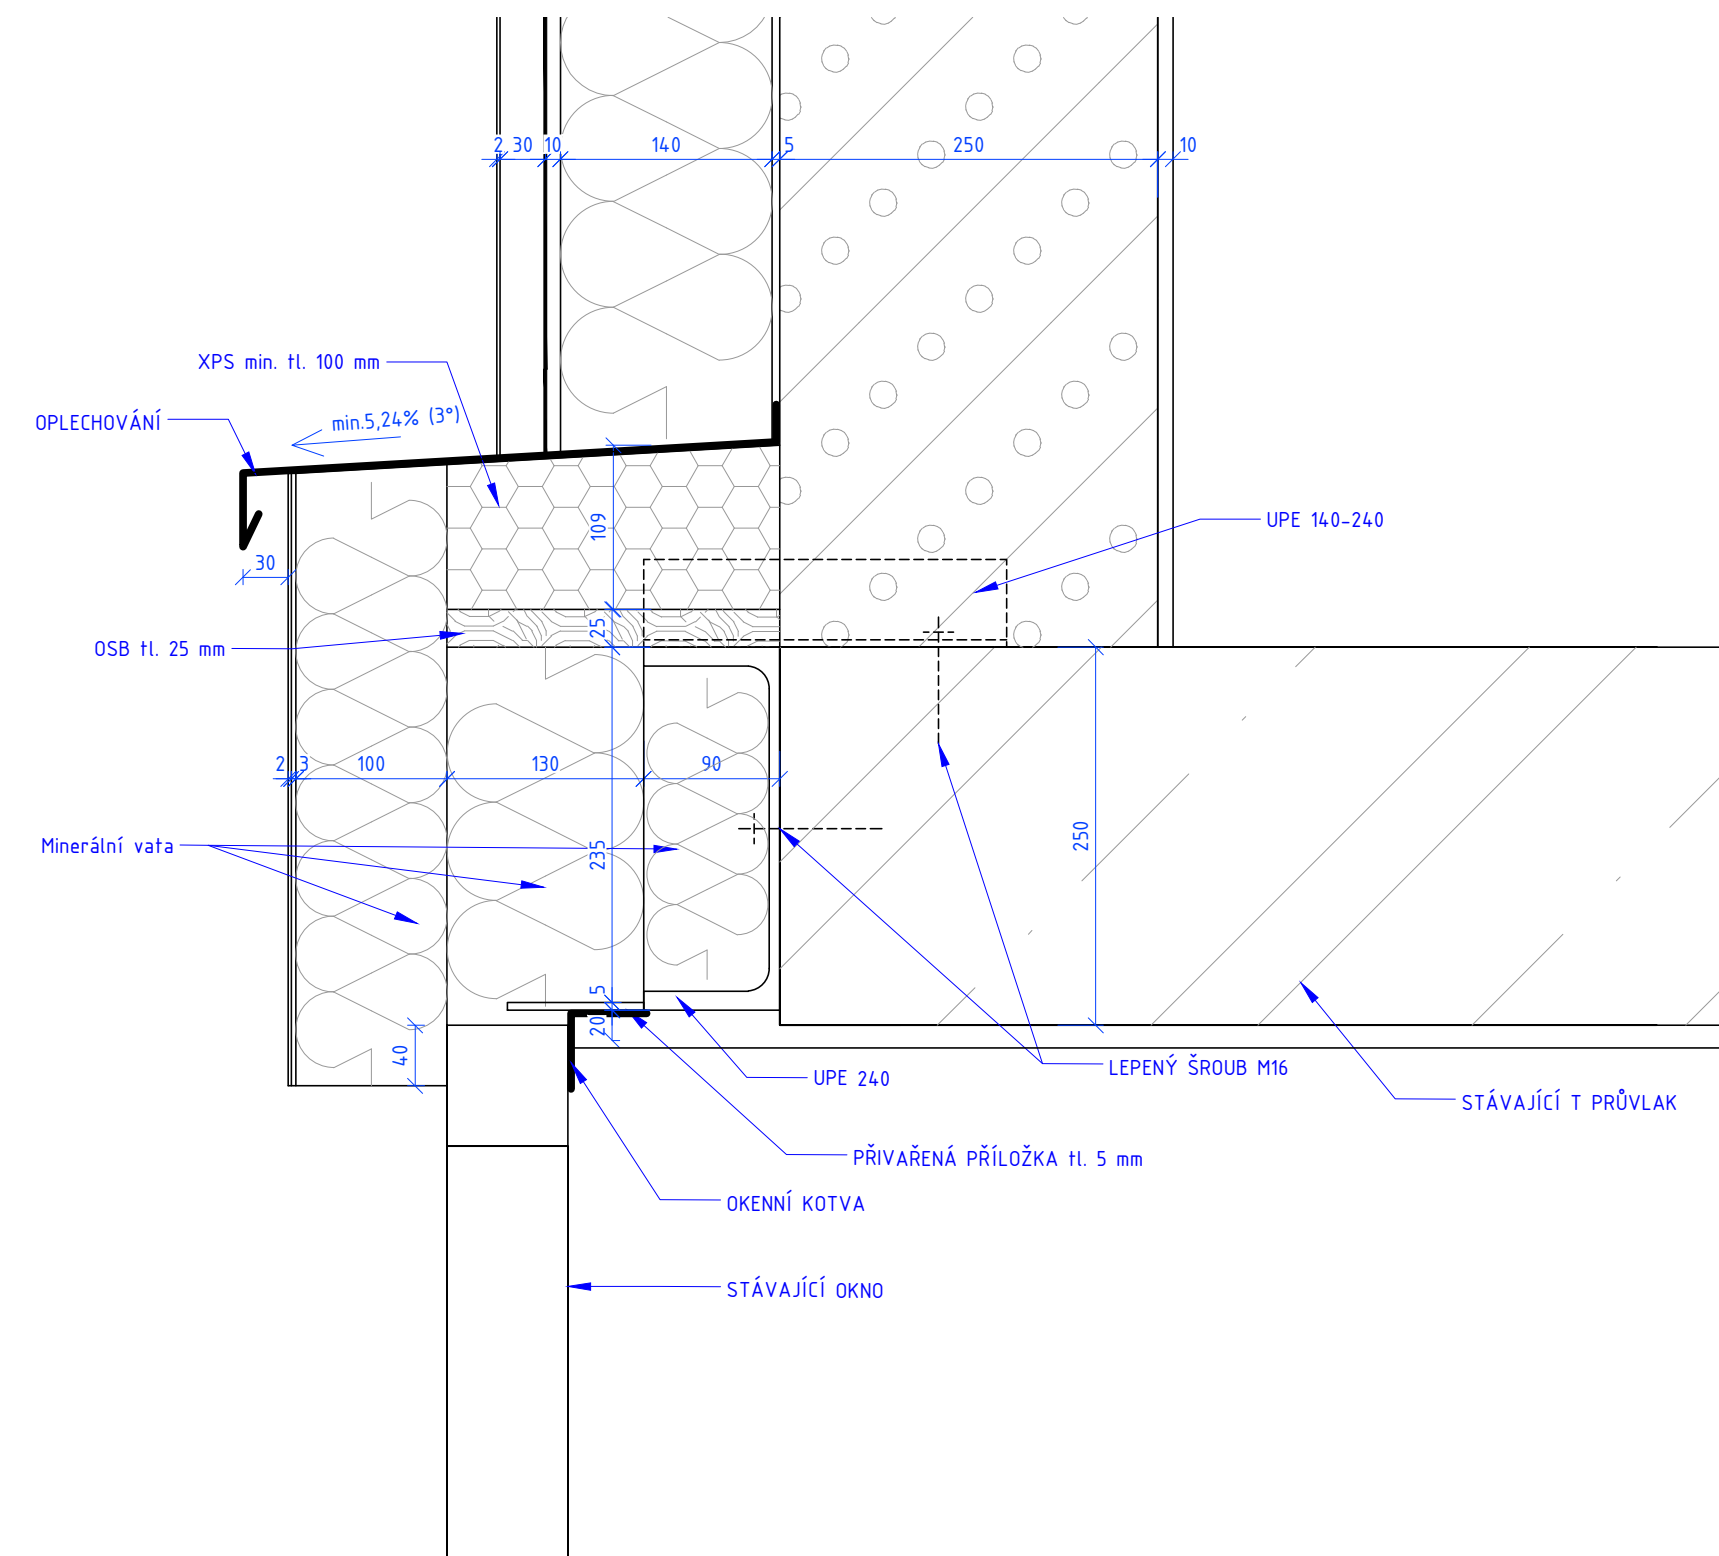 2 30 10 140 5 250 10
XPS min. tl. 100 mm
min.5,24% (3°)
OPLECHOVÁNÍ
109
UPE 140-240
30
25
OSB tl. 25 mm
2 3 100 130 90
250
Minerální vata
235
5
20
40
LEPENÝ ŠROUB M16
UPE 240
STÁVAJÍCÍ T PRŮVLAK
PŘIVAŘENÁ PŘÍLOŽKA tl. 5 mm
OKENNÍ KOTVA
STÁVAJÍCÍ OKNO